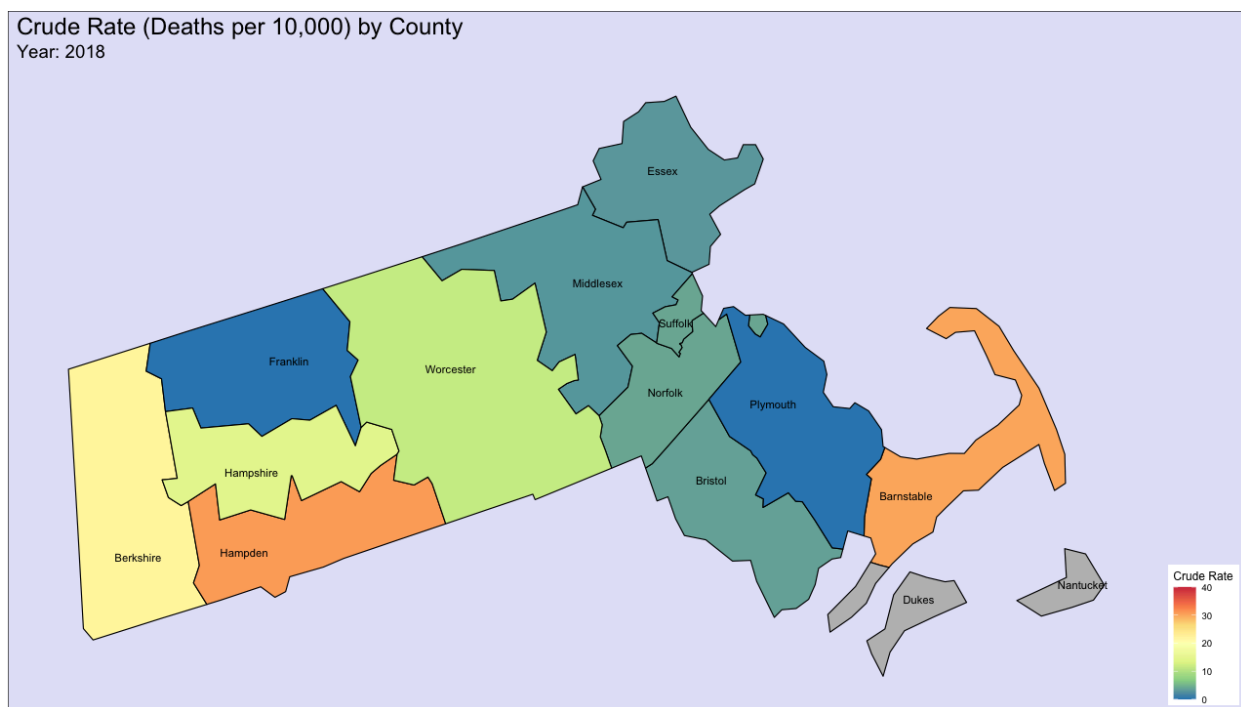 Crude Rate (Deaths per 10,000) by County
Year: 2018
Essex
Middlesex
Suffolk
Franklin
Worcester
Norfolk
Plymouth
Hampshire
Bristol
Barnstable
Berkshire
Hampden
Nantucket
Dukes
Crude Rate
40
30
20
10
0